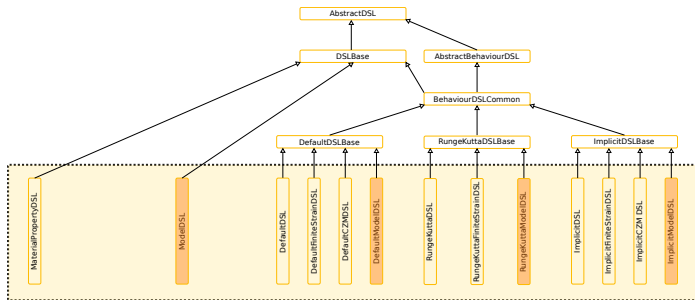 AbstractDSL
DSLBase
AbstractBehaviourDSL
BehaviourDSLCommon
DefaultDSLBase
RungeKuttaDSLBase
ImplicitDSLBase
MaterialPropertyDSL
ModelDSL
DefaultDSL
DefaultFiniteStrainDSL
DefaultCZMDSL
DefaultModelDSL
RungeKuttaDSL
RungeKuttaFiniteStrainDSL
RungeKuttaModelDSL
ImplicitDSL
ImplicitFiniteStrainDSL
ImplicitCZM DSL
ImplicitModelDSL